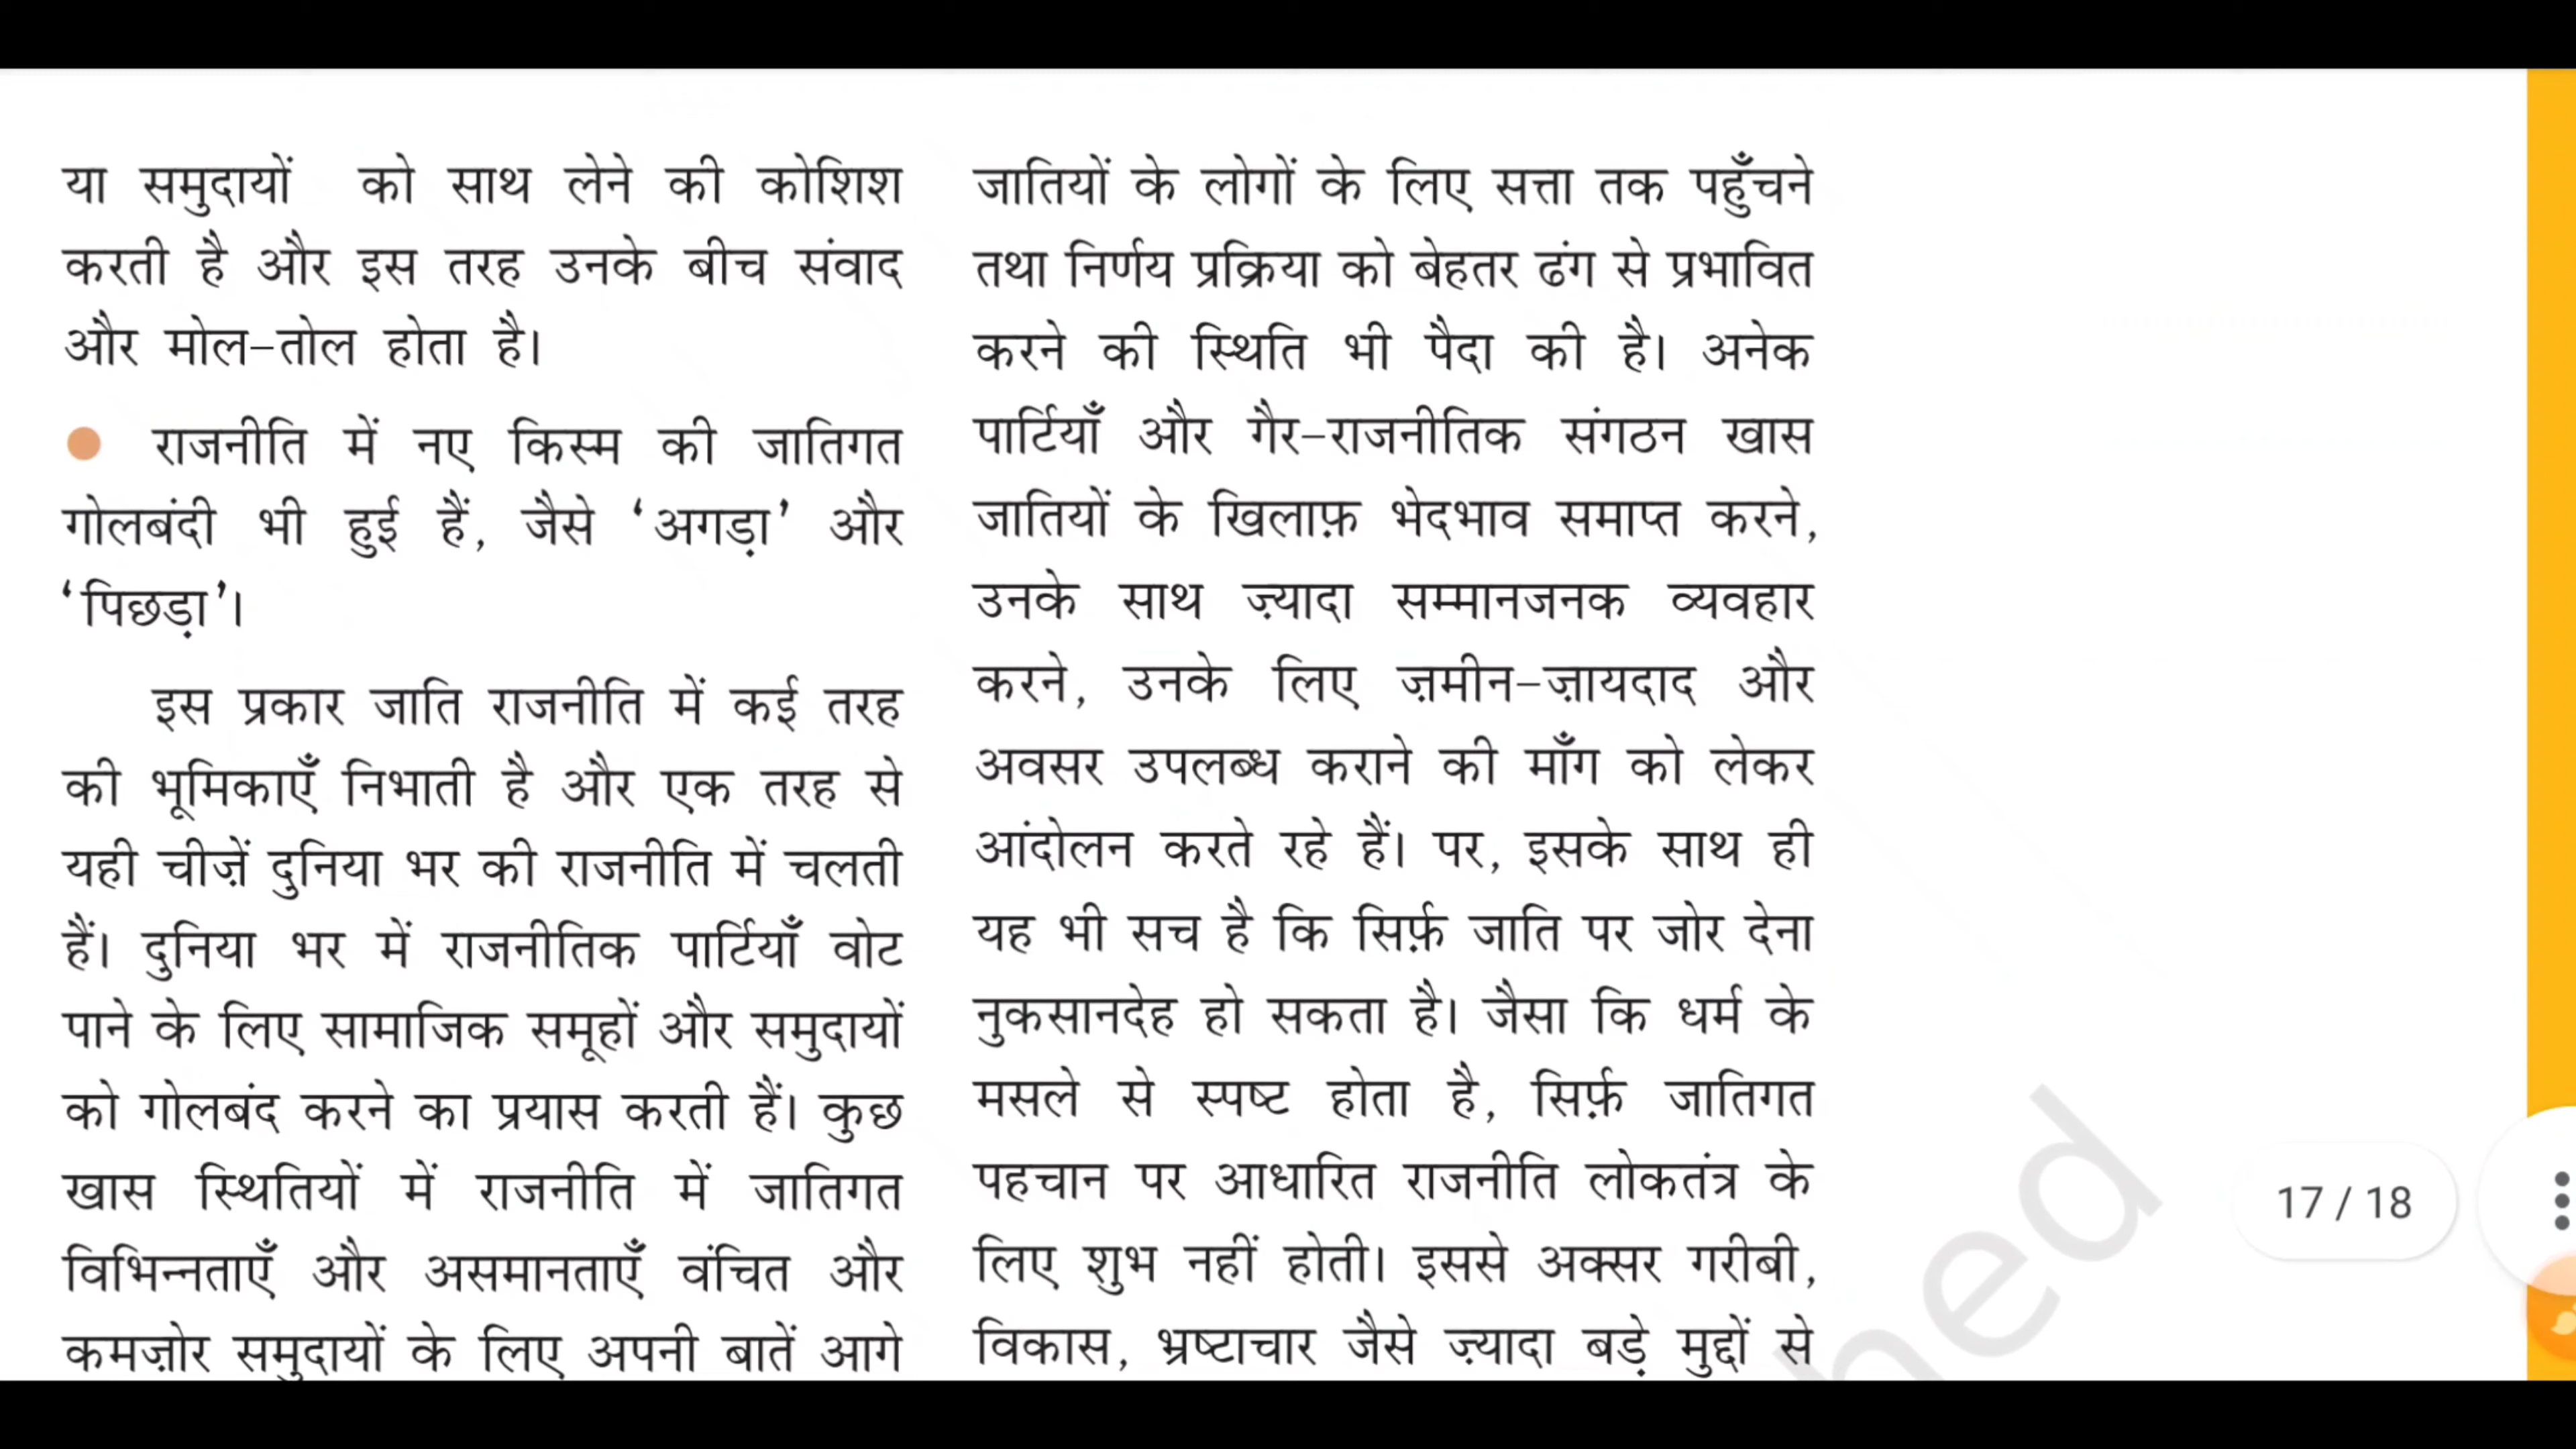 या समुदायों को साथ लेने की कोशिश
करती है और इस तरह उनके बीच संवाद
और मोल-तोल होता है।
● राजनीति में नए किस्म की जातिगत
गोलबंदी भी हुई हैं, जैसे ‘अगड़ा’ और
‘पिछड़ा’।
इस प्रकार जाति राजनीति में कई तरह
की भूमिकाएँ निभाती है और एक तरह से
यही चीज़ें दुनिया भर की राजनीति में चलती
हैं। दुनिया भर में राजनीतिक पार्टियाँ वोट
पाने के लिए सामाजिक समूहों और समुदायों
को गोलबंद करने का प्रयास करती हैं। कुछ
खास स्थितियों में राजनीति में जातिगत
विभिन्नताएँ और असमानताएँ वंचित और
कमज़ोर समुदायों के लिए अपनी बातें आगे
जातियों के लोगों के लिए सत्ता तक पहुँचने
तथा निर्णय प्रक्रिया को बेहतर ढंग से प्रभावित
करने की स्थिति भी पैदा की है। अनेक
पार्टियाँ और गैर-राजनीतिक संगठन खास
जातियों के खिलाफ़ भेदभाव समाप्त करने,
उनके साथ ज़्यादा सम्मानजनक व्यवहार
करने, उनके लिए ज़मीन-ज़ायदाद और
अवसर उपलब्ध कराने की माँग को लेकर
आंदोलन करते रहे हैं। पर, इसके साथ ही
यह भी सच है कि सिर्फ़ जाति पर जोर देना
नुकसानदेह हो सकता है। जैसा कि धर्म के
मसले से स्पष्ट होता है, सिर्फ़ जातिगत
पहचान पर आधारित राजनीति लोकतंत्र के
लिए शुभ नहीं होती। इससे अक्सर गरीबी,
विकास, भ्रष्टाचार जैसे ज़्यादा बड़े मुद्दों से
17 / 18